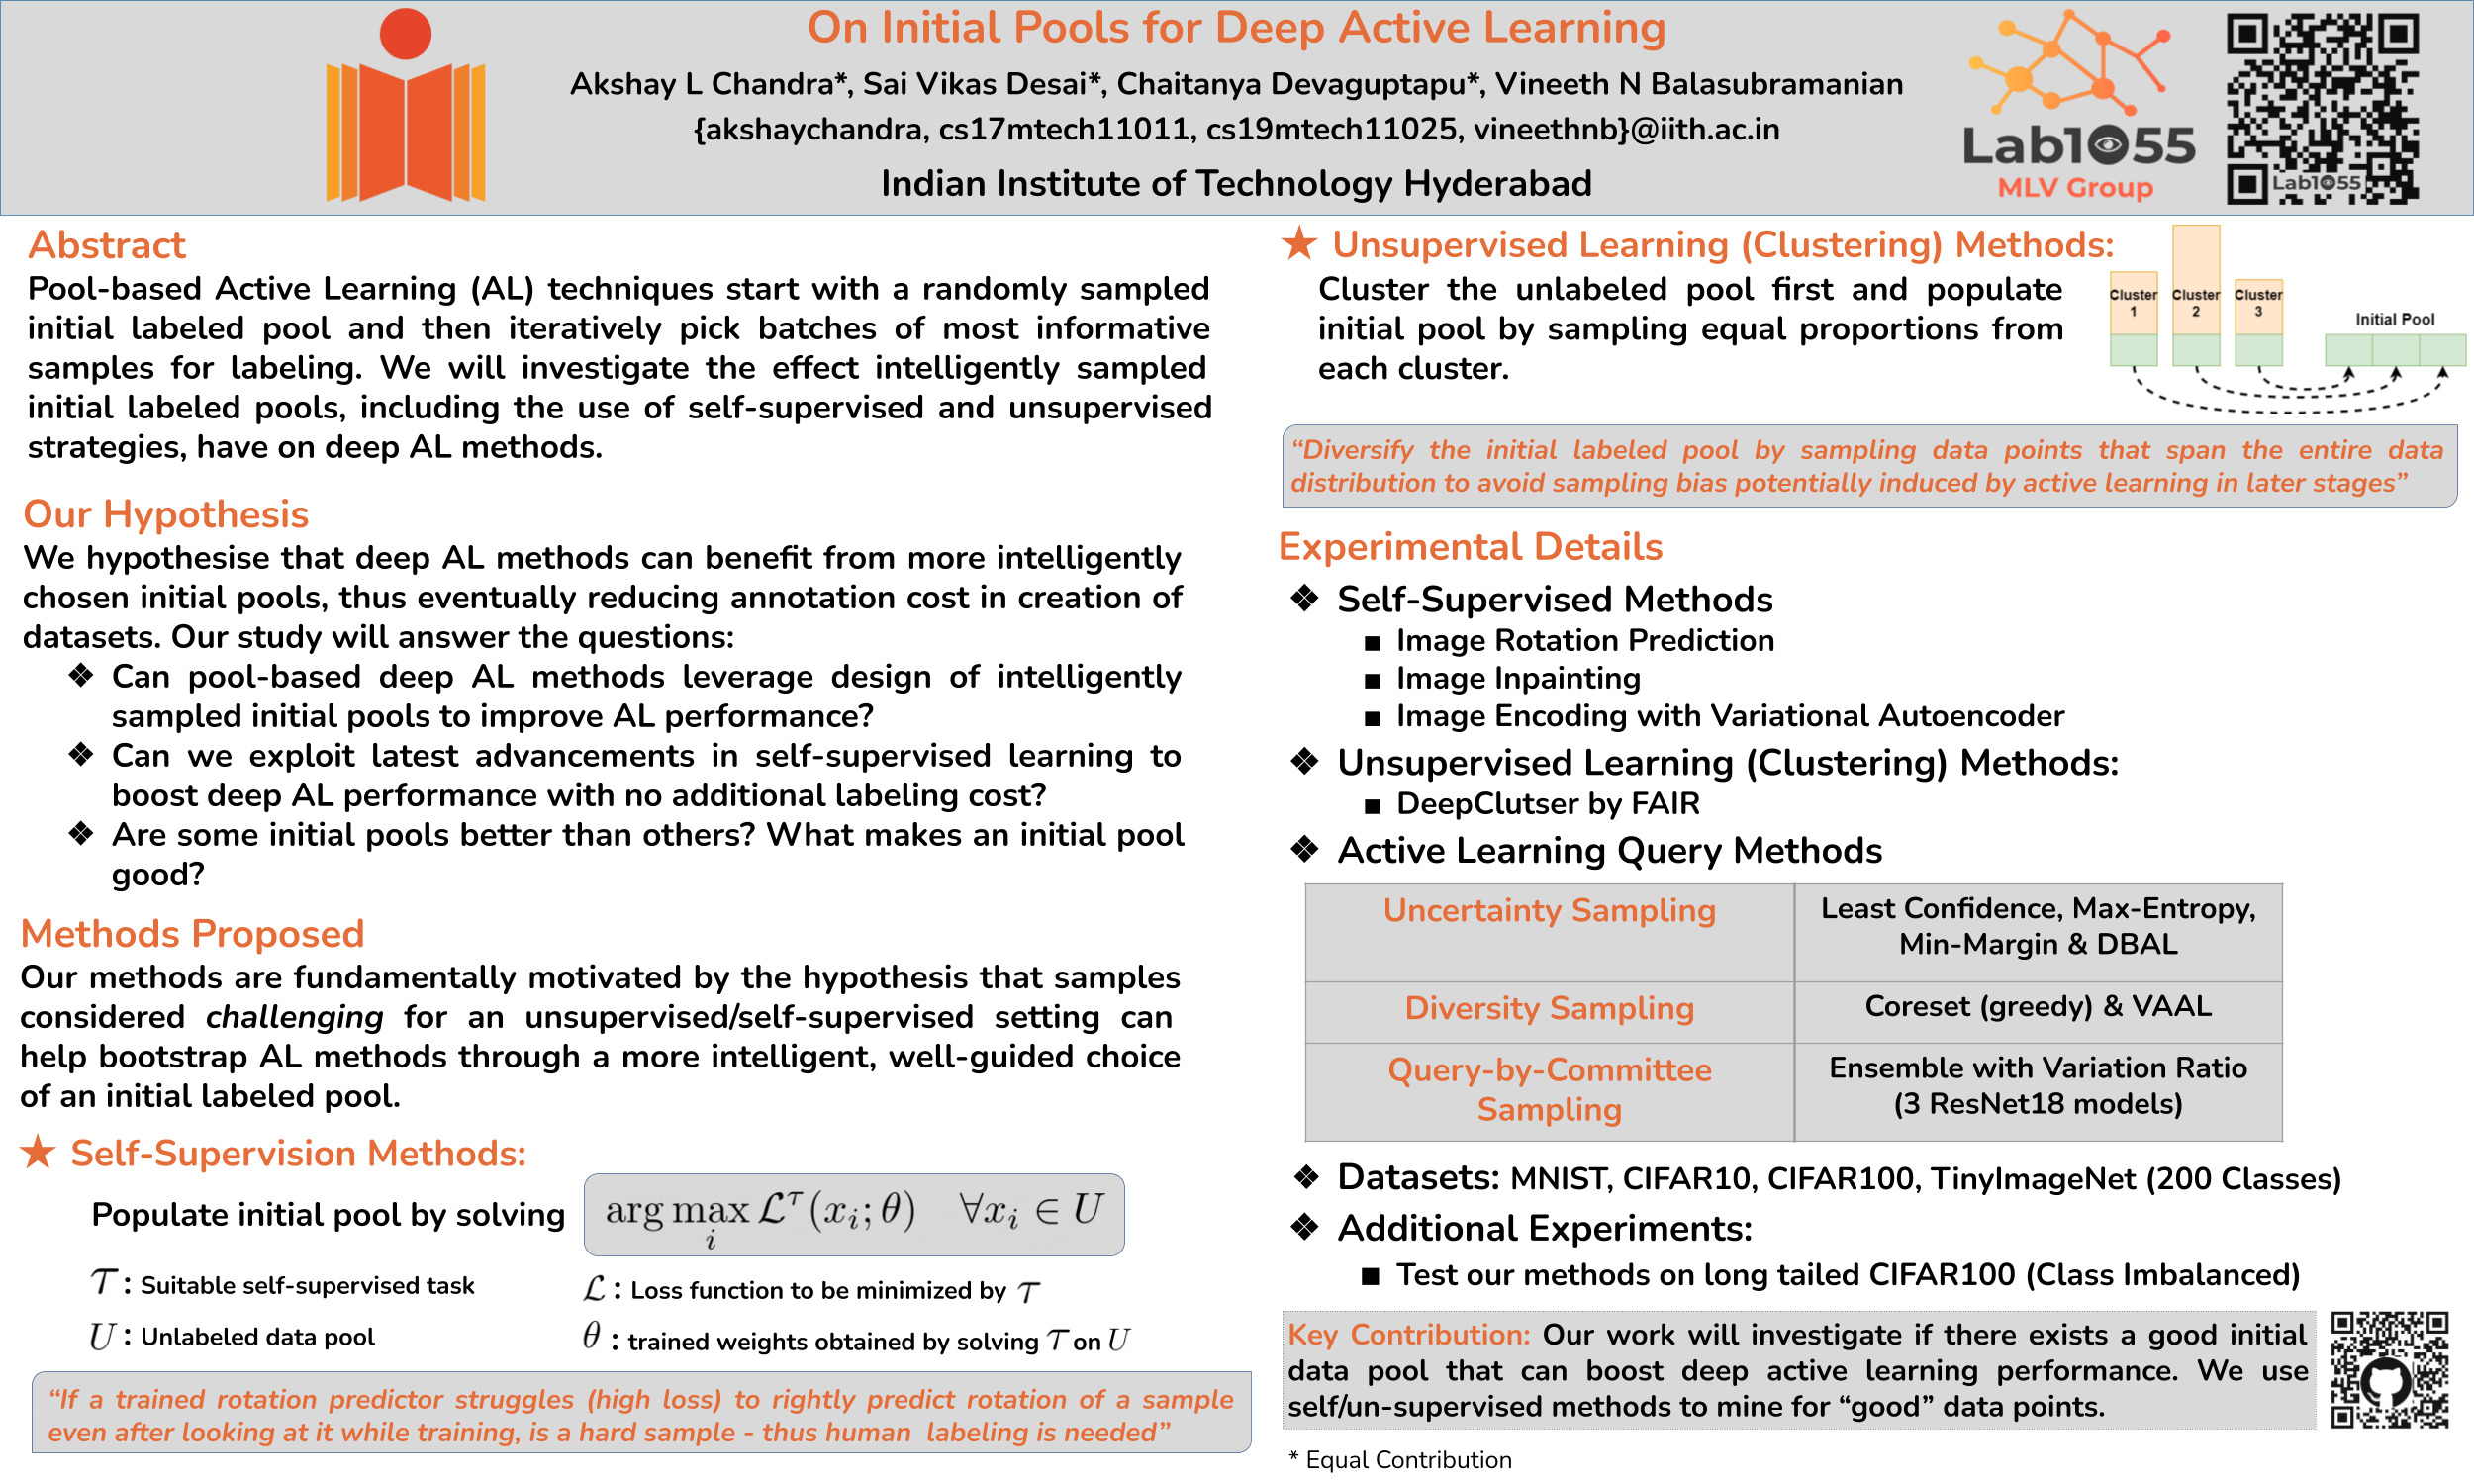 On Initial Pools for Deep Active Learning
Akshay L Chandra*, Sai Vikas Desai*, Chaitanya Devaguptapu*, Vineeth N Balasubramanian
{akshaychandra, cs17mtech11011, cs19mtech11025, vineethnb}@iith.ac.in
Indian Institute of Technology Hyderabad
Lab1055
MLV Group
Lab1055
Abstract
Pool-based Active Learning (AL) techniques start with a randomly sampled
initial labeled pool and then iteratively pick batches of most informative
samples for labeling. We will investigate the effect intelligently sampled
initial labeled pools, including the use of self-supervised and unsupervised
strategies, have on deep AL methods.
Our Hypothesis
We hypothesise that deep AL methods can benefit from more intelligently
chosen initial pools, thus eventually reducing annotation cost in creation of
datasets. Our study will answer the questions:
❖ Can pool-based deep AL methods leverage design of intelligently
sampled initial pools to improve AL performance?
❖ Can we exploit latest advancements in self-supervised learning to
boost deep AL performance with no additional labeling cost?
❖ Are some initial pools better than others? What makes an initial pool
good?
Methods Proposed
Our methods are fundamentally motivated by the hypothesis that samples
considered challenging for an unsupervised/self-supervised setting can
help bootstrap AL methods through a more intelligent, well-guided choice
of an initial labeled pool.
★ Self-Supervision Methods:
Populate initial pool by solving arg max_i ℒ^τ(x_i; θ) ∀x_i ∈ U
τ : Suitable self-supervised task
ℒ : Loss function to be minimized by τ
U : Unlabeled data pool
θ : trained weights obtained by solving τ on U
“If a trained rotation predictor struggles (high loss) to rightly predict rotation of a sample
even after looking at it while training, is a hard sample - thus human labeling is needed”
★ Unsupervised Learning (Clustering) Methods:
Cluster the unlabeled pool first and populate
initial pool by sampling equal proportions from
each cluster.
Cluster 1
Cluster 2
Cluster 3
Initial Pool
“Diversify the initial labeled pool by sampling data points that span the entire data
distribution to avoid sampling bias potentially induced by active learning in later stages”
Experimental Details
❖ Self-Supervised Methods
■ Image Rotation Prediction
■ Image Inpainting
■ Image Encoding with Variational Autoencoder
❖ Unsupervised Learning (Clustering) Methods:
■ DeepClutser by FAIR
❖ Active Learning Query Methods
Uncertainty Sampling
Least Confidence, Max-Entropy,
Min-Margin & DBAL
Diversity Sampling
Coreset (greedy) & VAAL
Query-by-Committee
Sampling
Ensemble with Variation Ratio
(3 ResNet18 models)
❖ Datasets: MNIST, CIFAR10, CIFAR100, TinyImageNet (200 Classes)
❖ Additional Experiments:
■ Test our methods on long tailed CIFAR100 (Class Imbalanced)
Key Contribution: Our work will investigate if there exists a good initial
data pool that can boost deep active learning performance. We use
self/un-supervised methods to mine for “good” data points.
* Equal Contribution